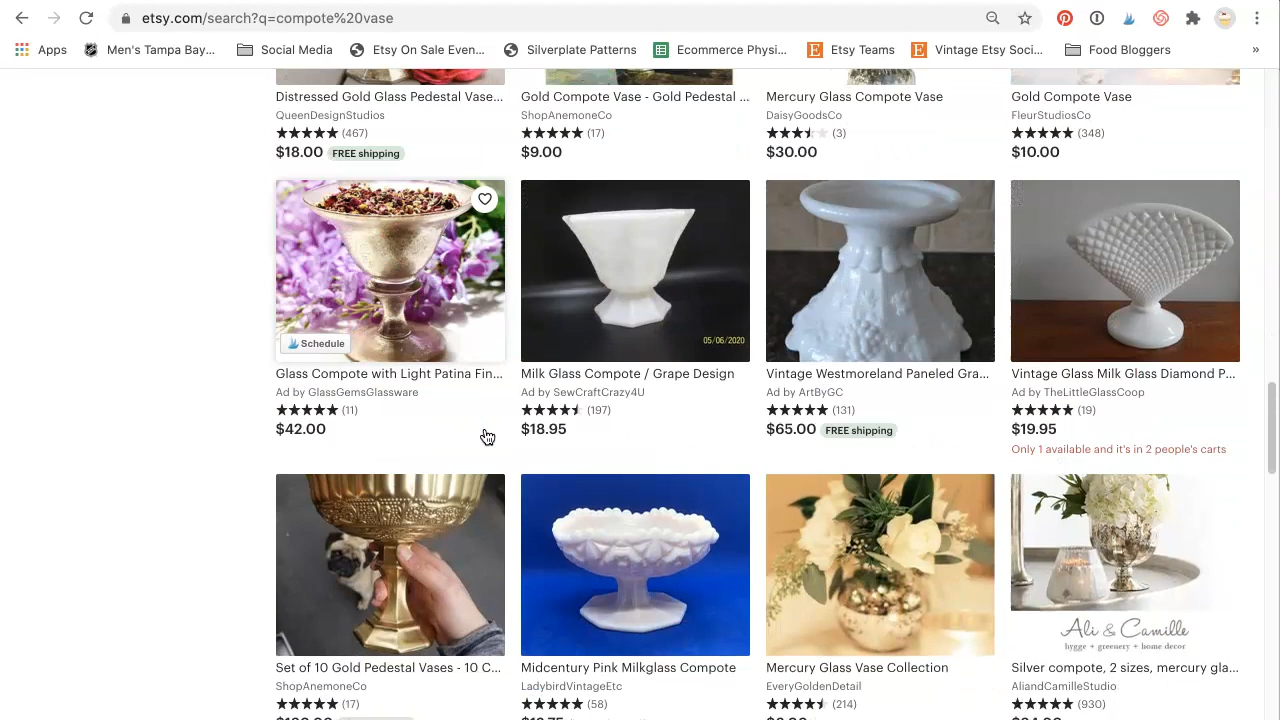 etsy.com/search?q=compote%20vase
Apps Men's Tampa Bay... Social Media Etsy On Sale Even... Silverplate Patterns Ecommerce Physi... Etsy Teams Vintage Etsy Soci... Food Bloggers »
Distressed Gold Glass Pedestal Vase... Gold Compote Vase - Gold Pedestal ... Mercury Glass Compote Vase Gold Compote Vase
QueenDesignStudios ShopAnemoneCo DaisyGoodsCo FleurStudiosCo
(467) (17) (3) (348)
$18.00 FREE shipping $9.00 $30.00 $10.00
Schedule 05/06/2020
Glass Compote with Light Patina Fin... Milk Glass Compote / Grape Design Vintage Westmoreland Paneled Gra... Vintage Glass Milk Glass Diamond P...
Ad by GlassGemsGlassware Ad by SewCraftCrazy4U Ad by ArtByGC Ad by TheLittleGlassCoop
(11) (197) (131) (19)
$42.00 $18.95 $65.00 FREE shipping $19.95
Only 1 available and it's in 2 people's carts
Ali & Camille
hygge + greenery + home decor
Set of 10 Gold Pedestal Vases - 10 C... Midcentury Pink Milkglass Compote Mercury Glass Vase Collection Silver compote, 2 sizes, mercury gla...
ShopAnemoneCo LadybirdVintageEtc EveryGoldenDetail AliandCamilleStudio
(17) (58) (214) (930)